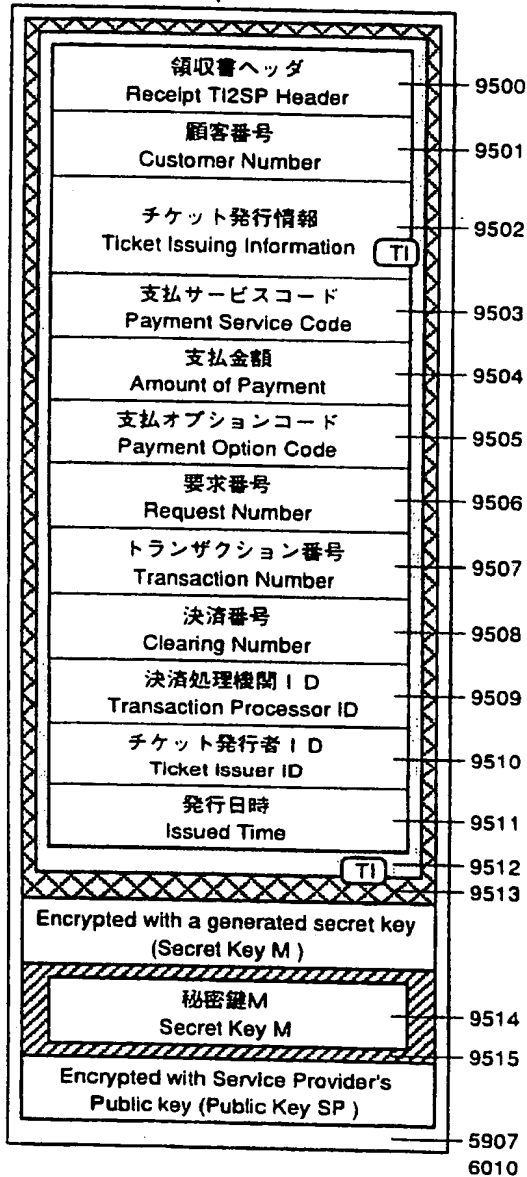 領収書ヘッダ
Receipt TI2SP Header
9500
顧客番号
Customer Number
9501
チケット発行情報
Ticket Issuing Information
TI
9502
支払サービスコード
Payment Service Code
9503
支払金額
Amount of Payment
9504
支払オプションコード
Payment Option Code
9505
要求番号
Request Number
9506
トランザクション番号
Transaction Number
9507
決済番号
Clearing Number
9508
決済処理機関ID
Transaction Processor ID
9509
チケット発行者ID
Ticket Issuer ID
9510
発行日時
Issued Time
9511
TI
9512
9513
Encrypted with a generated secret key
(Secret Key M )
秘密鍵M
Secret Key M
9514
9515
Encrypted with Service Provider's
Public key (Public Key SP )
5907
6010